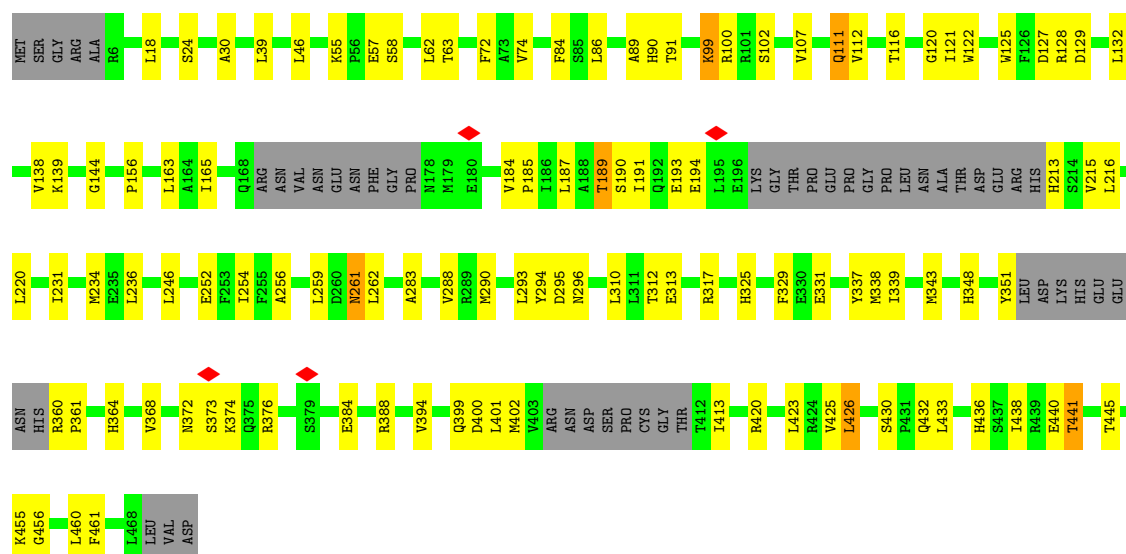 MET SER GLY ARG ALA R6 L18 S24 A30 L39 L46 K55 P56 E57 S58 L62 T63 F72 A73 V74 F84 S85 L86 A89 H90 T91 K99 R100 R101 S102 V107 Q111 V112 T116 G120 I121 W122 W125 F126 D127 R128 D129 L132
V138 K139 G144 P156 L163 A164 I165 Q168 ARG ASN VAL ASN GLU ASN PHE GLY PRO N178 M179 E180 V184 P185 I186 L187 A188 T189 S190 I191 Q192 E193 E194 L195 E196 LYS GLY THR PRO GLU PRO GLY PRO LEU ASN ALA THR ASP GLU ARG HIS H213 S214 V215 L216
L220 I231 M234 E235 L236 L246 E252 F253 I254 F255 A256 L259 D260 N261 L262 A283 V288 R289 M290 L293 Y294 D295 N296 L310 L311 T312 E313 R317 H325 F329 E330 E331 Y337 M338 I339 M343 H348 Y351 LEU ASP LYS HIS GLU GLU
ASN HIS R360 P361 H364 V368 N372 S373 K374 Q375 R376 S379 E384 R388 V394 Q399 D400 L401 M402 V403 ARG ASN ASP SER PRO CYS GLY THR T412 I413 R420 L423 R424 V425 L426 S430 P431 Q432 L433 H436 S437 I438 R439 E440 T441 T445
K455 G456 L460 F461 L468 LEU VAL ASP